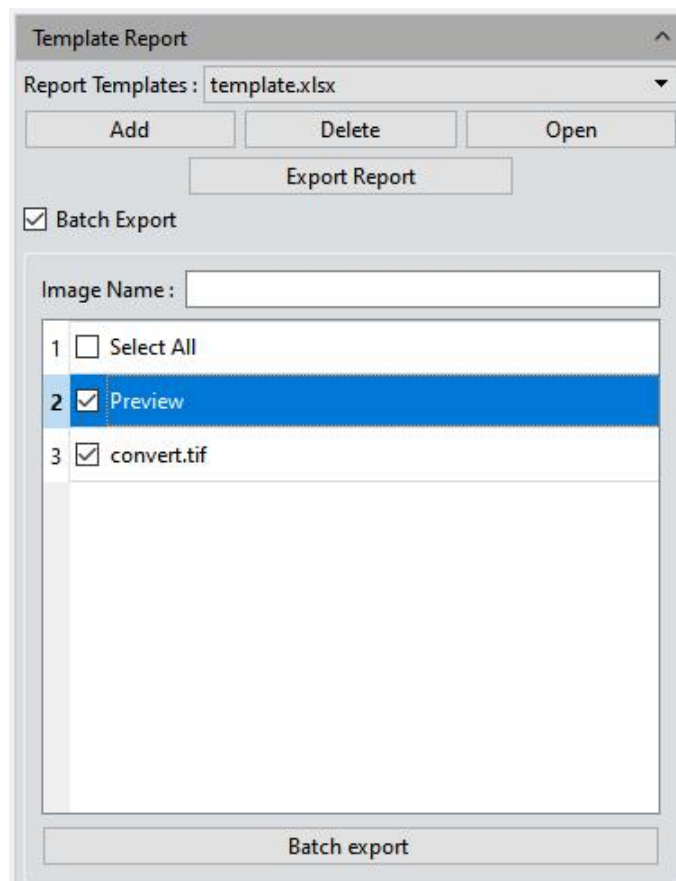 Template Report
Report Templates : template.xlsx
Add Delete Open
Export Report
Batch Export
Image Name :
1 Select All
2 Preview
3 convert.tif
Batch export